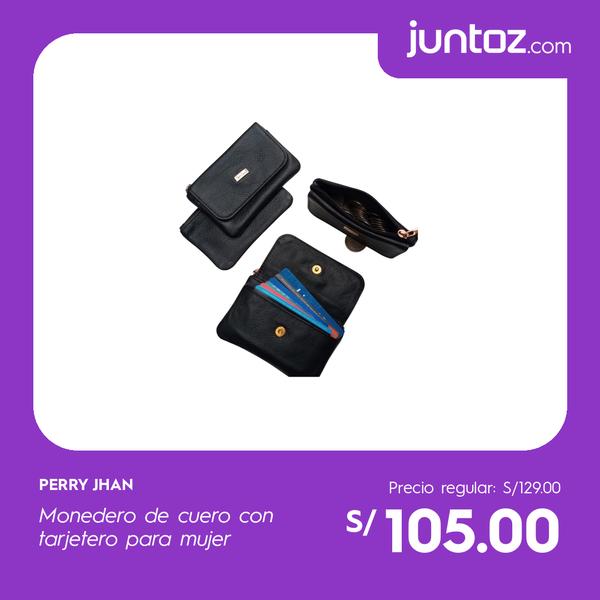 juntoz.com
PERRY JHAN
Monedero de cuero con
tarjetero para mujer
Precio regular: S/129.00
S/105.00